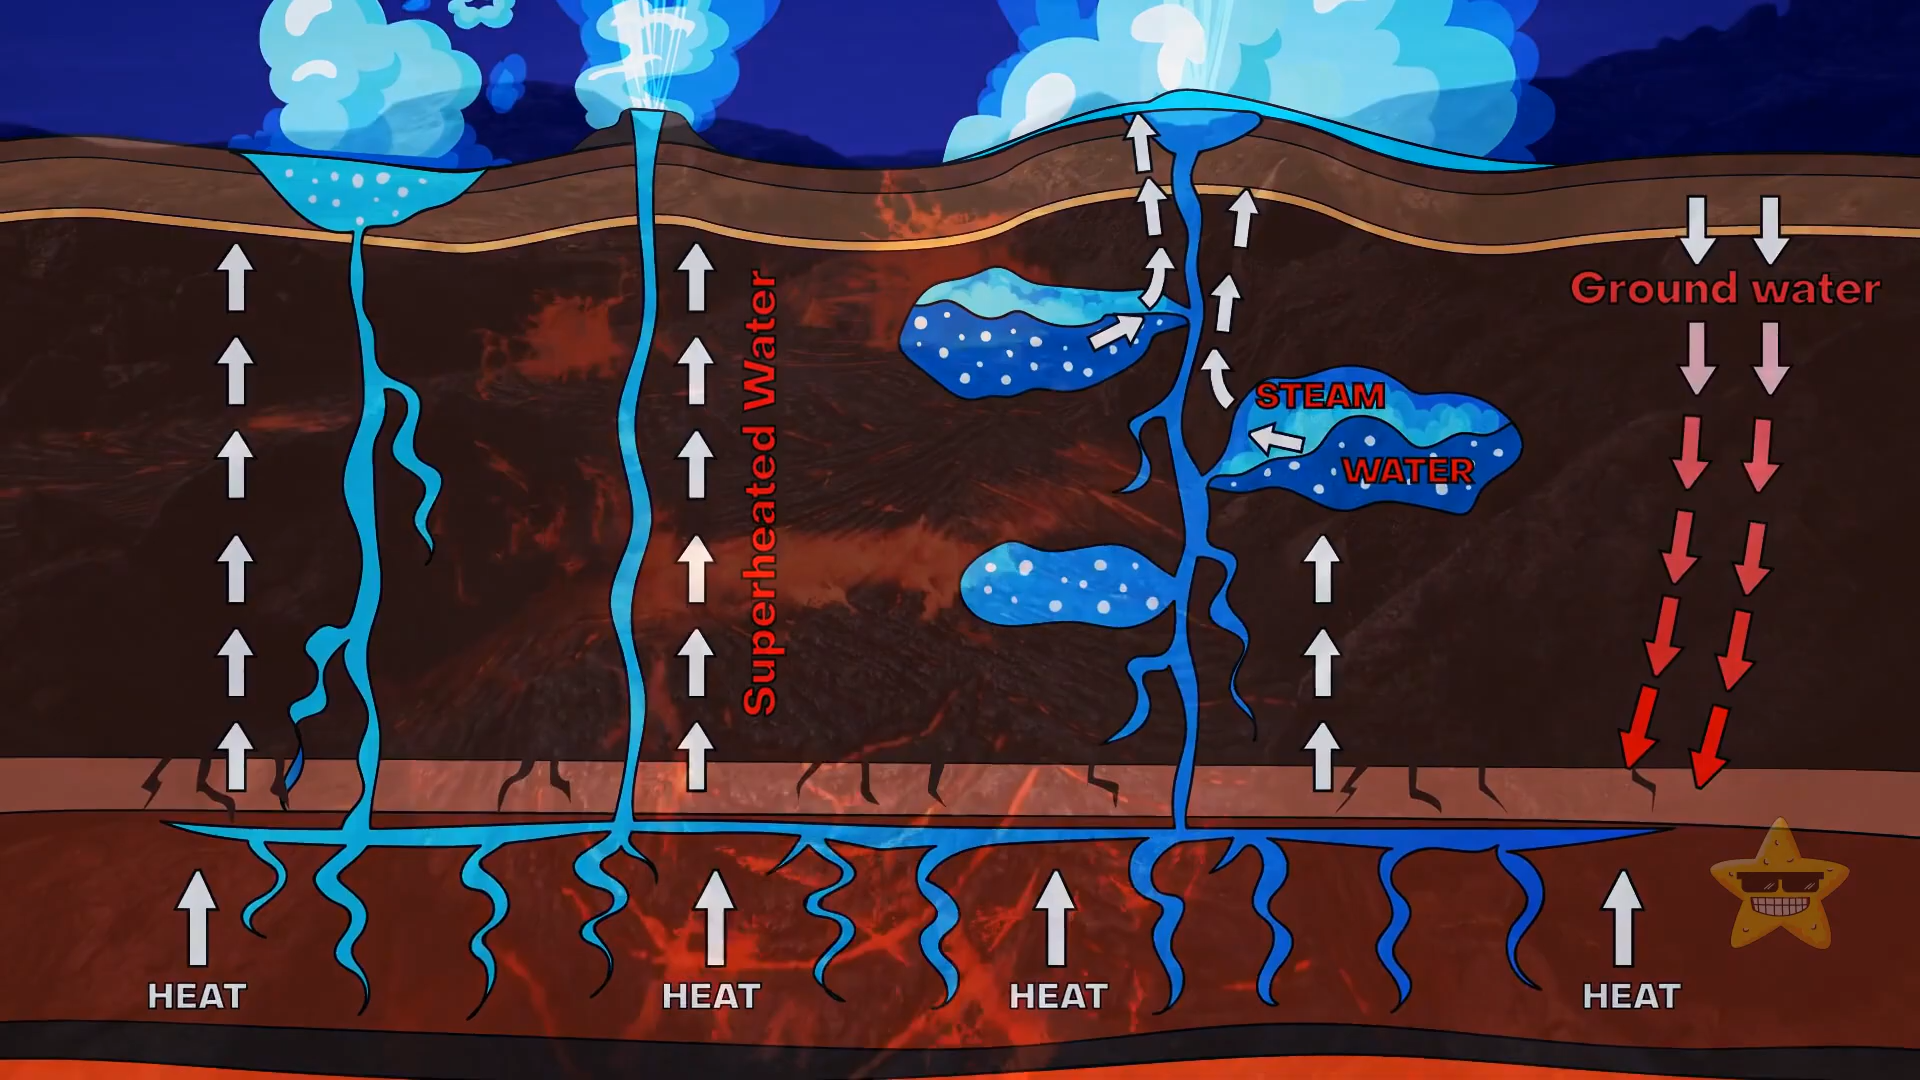 Ground water
Superheated Water
STEAM
WATER
HEAT
HEAT
HEAT
HEAT